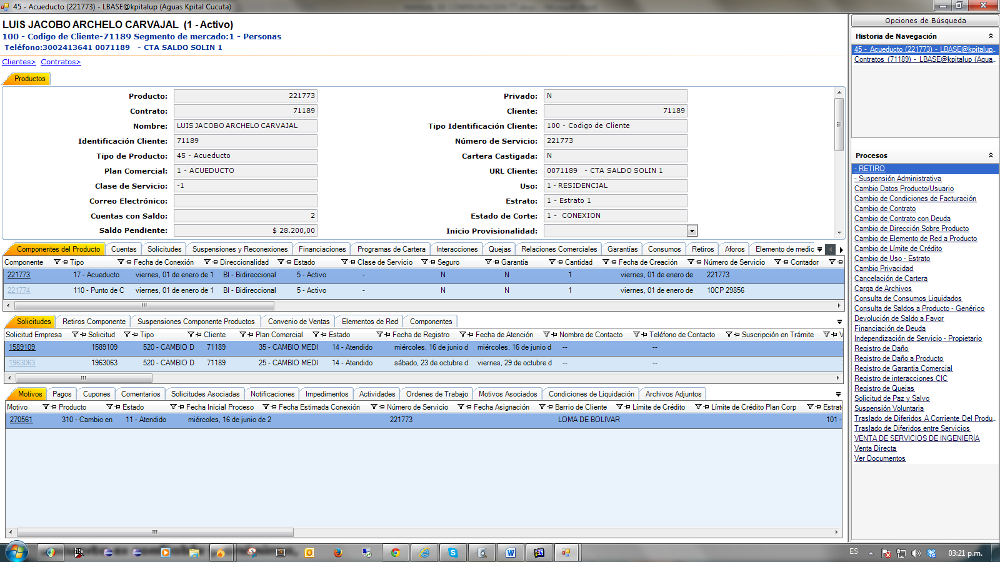 45 - Acueducto (221773) - LBASE@kpitalup (Aguas Kpital Cucuta)
LUIS JACOBO ARCHELO CARVAJAL (1 - Activo)
100 - Codigo de Cliente-71189 Segmento de mercado:1 - Personas
Teléfono:3002413641 0071189 - CTA SALDO SOLIN 1
Clientes> Contratos>
Productos
Producto: 221773 Privado: N
Contrato: 71189 Cliente: 71189
Nombre: LUIS JACOBO ARCHELO CARVAJAL Tipo Identificación Cliente: 100 - Codigo de Cliente
Identificación Cliente: 71189 Número de Servicio: 221773
Tipo de Producto: 45 - Acueducto Cartera Castigada: N
Plan Comercial: 1 - ACUEDUCTO URL Cliente: 0071189 - CTA SALDO SOLIN 1
Clase de Servicio: -1 Uso: 1 - RESIDENCIAL
Correo Electrónico: Estrato: 1 - Estrato 1
Cuentas con Saldo: 2 Estado de Corte: 1 - CONEXION
Saldo Pendiente: $ 28.200,00 Inicio Provisionalidad:
Componentes del Producto Cuentas Solicitudes Suspensiones y Reconexiones Financiaciones Programas de Cartera Interacciones Quejas Relaciones Comerciales Garantías Consumos Retiros Aforos Elemento de medic
Componente Tipo Fecha de Conexión Direccionalidad Estado Clase de Servicio Seguro Garantía Cantidad Fecha de Creación Número de Servicio Contador
221773 17 - Acueducto viernes, 01 de enero de 1 BI - Bidireccional 5 - Activo - N N 1 viernes, 01 de enero de 221773
221774 110 - Punto de C viernes, 01 de enero de 1 BI - Bidireccional 5 - Activo - N N 1 viernes, 01 de enero de 10CP 29856
Solicitudes Retiros Componente Suspensiones Componente Productos Convenio de Ventas Elementos de Red Componentes
Solicitud Empresa Solicitud Tipo Cliente Plan Comercial Estado Fecha de Registro Fecha de Atención Nombre de Contacto Teléfono de Contacto Suscripción en Trámite V
1589109 1589109 520 - CAMBIO D 71189 35 - CAMBIO MEDI 14 - Atendido miércoles, 16 de junio d miércoles, 16 de junio d -- --
1963063 1963063 520 - CAMBIO D 71189 25 - CAMBIO MEDI 14 - Atendido sábado, 23 de octubre d viernes, 29 de octubre d -- --
Motivos Pagos Cupones Comentarios Solicitudes Asociadas Notificaciones Impedimentos Actividades Ordenes de Trabajo Motivos Asociados Condiciones de Liquidación Archivos Adjuntos
Motivo Producto Estado Fecha Inicial Proceso Fecha Estimada Conexión Número de Servicio Fecha Asignación Barrio de Cliente Límite de Crédito Límite de Crédito Plan Corp Estrat
270561 310 - Cambio en 11 - Atendido miércoles, 16 de junio de 2 221773 LOMA DE BOLIVAR 101 -
Opciones de Búsqueda
Historia de Navegación
45 - Acueducto (221773) - LBASE@kpitalup...
Contratos (71189) - LBASE@kpitalup (Agua...
Procesos
- RETIRO
- Suspensión Administrativa
Cambio Datos Producto/Usuario
Cambio de Condiciones de Facturación
Cambio de Contrato
Cambio de Contrato con Deuda
Cambio de Dirección Sobre Producto
Cambio de Elemento de Red a Producto
Cambio de Límite de Crédito
Cambio de Uso - Estrato
Cambio Privacidad
Cancelación de Cartera
Carga de Archivos
Consulta de Consumos Liquidados
Consulta de Saldos a Producto - Genérico
Devolución de Saldo a Favor
Financiación de Deuda
Independización de Servicio - Propietario
Registro de Daño
Registro de Daño a Producto
Registro de Garantia Comercial
Registro de interacciones CIC
Registro de Quejas
Solicitud de Paz y Salvo
Suspensión Voluntaria
Traslado de Diferidos A Corriente Del Produ...
Traslado de Diferidos entre Servicios
VENTA DE SERVICIOS DE INGENIERÍA
Venta Directa
Ver Documentos
ES 03:21 p.m.